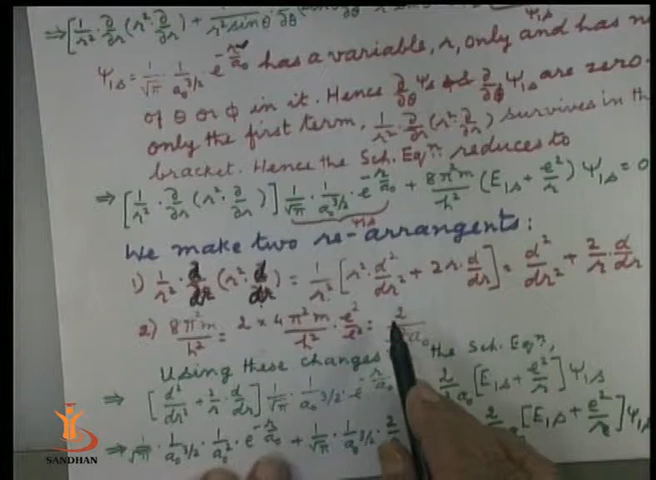 ⇒ [1/r² · ∂/∂r (r² · ∂/∂r) + 1/r² sinθ · ∂/∂θ
ψ₁ₛ = 1/√π · 1/a₀^3/2 · e^-r/a₀ has a variable, r, only and has n
of θ or ϕ in it. Hence ∂/∂θ ψ₁ₛ & ∂/∂ϕ ψ₁ₛ are zero.
only the first term, 1/r² · ∂/∂r (r² · ∂/∂r) survives in th
bracket. Hence the Sch. Eqⁿ. reduces to
⇒ [1/r² · ∂/∂r (r² · ∂/∂r)] 1/√π · 1/a₀^3/2 · e^-r/a₀ + 8π²m/h² (E₁ₛ + e²/r) ψ₁ₛ = 0
ψ₁ₛ
We make two re-arrangents:
1) 1/r² · d/dr (r² · d/dr) = 1/r² [r² · d²/dr² + 2r · d/dr] = d²/dr² + 2/r · d/dr
2) 8π²m/h² = 2 × 4π²m/h² · e²/e² = 2/ a₀
Using these changes the Sch. Eqⁿ,
⇒ [d²/dr² + 2/r · d/dr] 1/√π · 1/a₀^3/2 · e^-r/a₀ 2/ a₀ [E₁ₛ + e²/r] ψ₁ₛ
⇒ 1/√π · 1/a₀^3/2 · 1/a₀² · e^-r/a₀ + 1/√π · 1/a₀^3/2 · 2/ 2/ [E₁ₛ + e²/r] ψ₁ₛ
SANDHAN